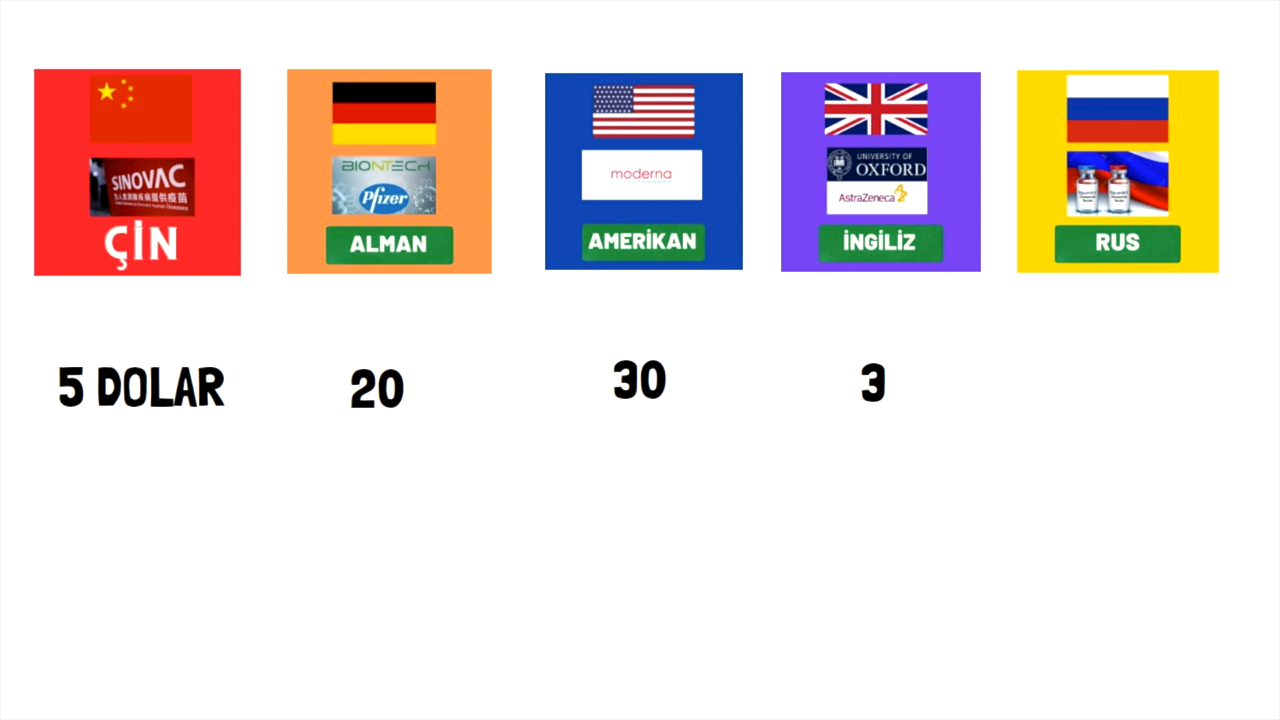 SINOVAC
ÇİN
BIONTECH
Pfizer
ALMAN
moderna
AMERİKAN
UNIVERSITY OF
OXFORD
AstraZeneca
İNGİLİZ
RUS
5 DOLAR
20
30
3